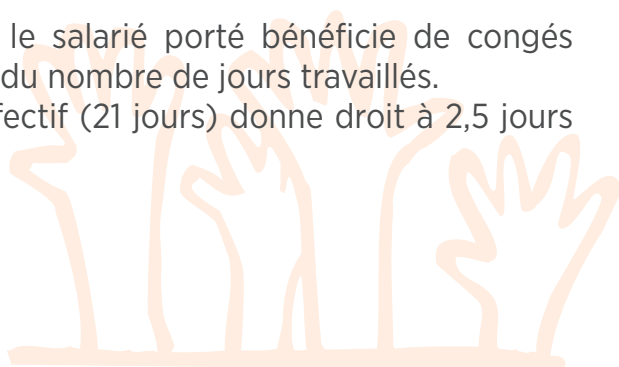 le salarié porté bénéficie de congés
du nombre de jours travaillés.
fectif (21 jours) donne droit à 2,5 jours